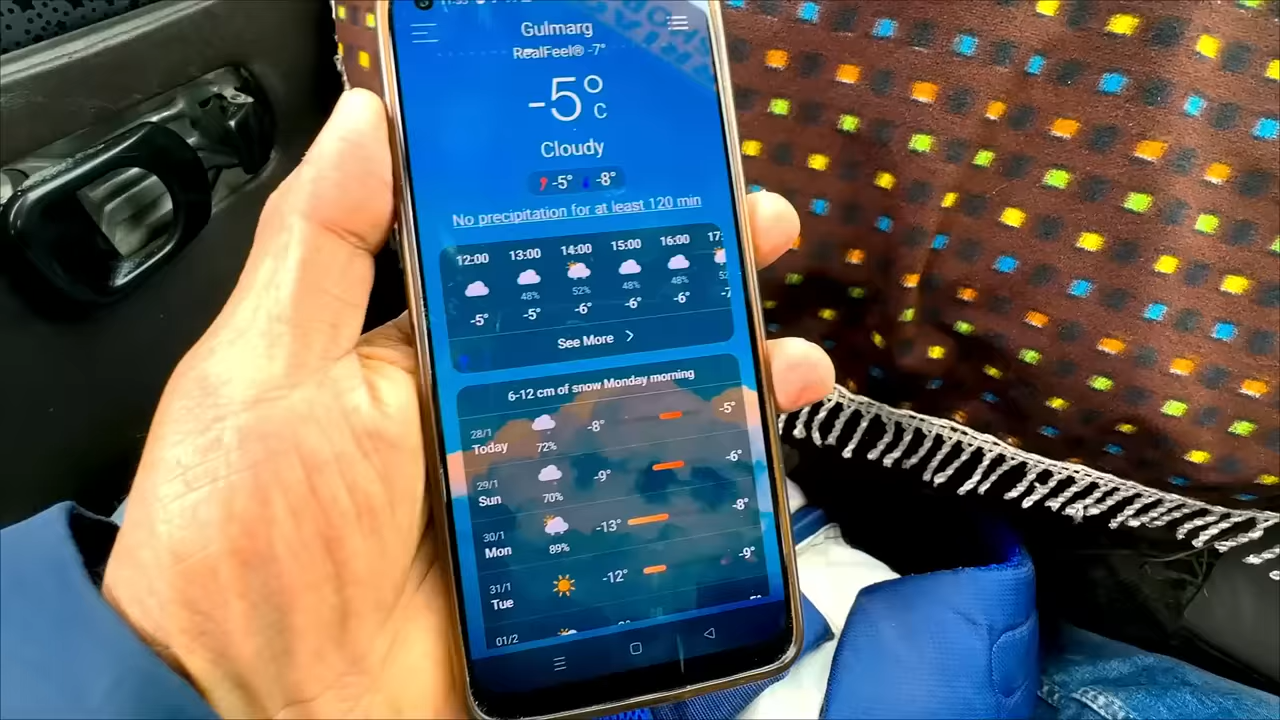 Gulmarg
RealFeel® -7°
-5°C
Cloudy
-5° -8°
No precipitation for at least 120 min
12:00 13:00 14:00 15:00 16:00 17:
48% 52% 48% 48% 52
-5° -5° -6° -6° -6° -7
See More >
6-12 cm of snow Monday morning
28/1
Today 72% -8° -5°
29/1
Sun 70% -9° -6°
30/1
Mon 89% -13° -8°
31/1
Tue -12° -9°
01/2